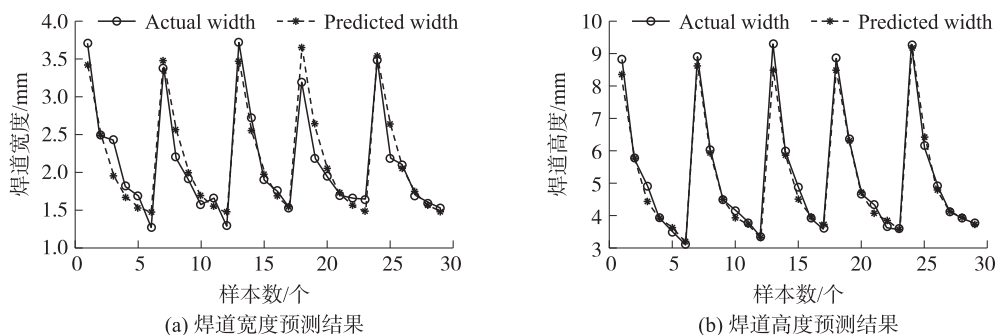 Actual width
Predicted width
4.0
3.5
3.0
2.5
2.0
1.5
1.0
焊道宽度/mm
0
5
10
15
20
25
30
样本数/个
(a) 焊道宽度预测结果
Actual width
Predicted width
10
9
8
7
6
5
4
3
焊道高度/mm
0
5
10
15
20
25
30
样本数/个
(b) 焊道高度预测结果